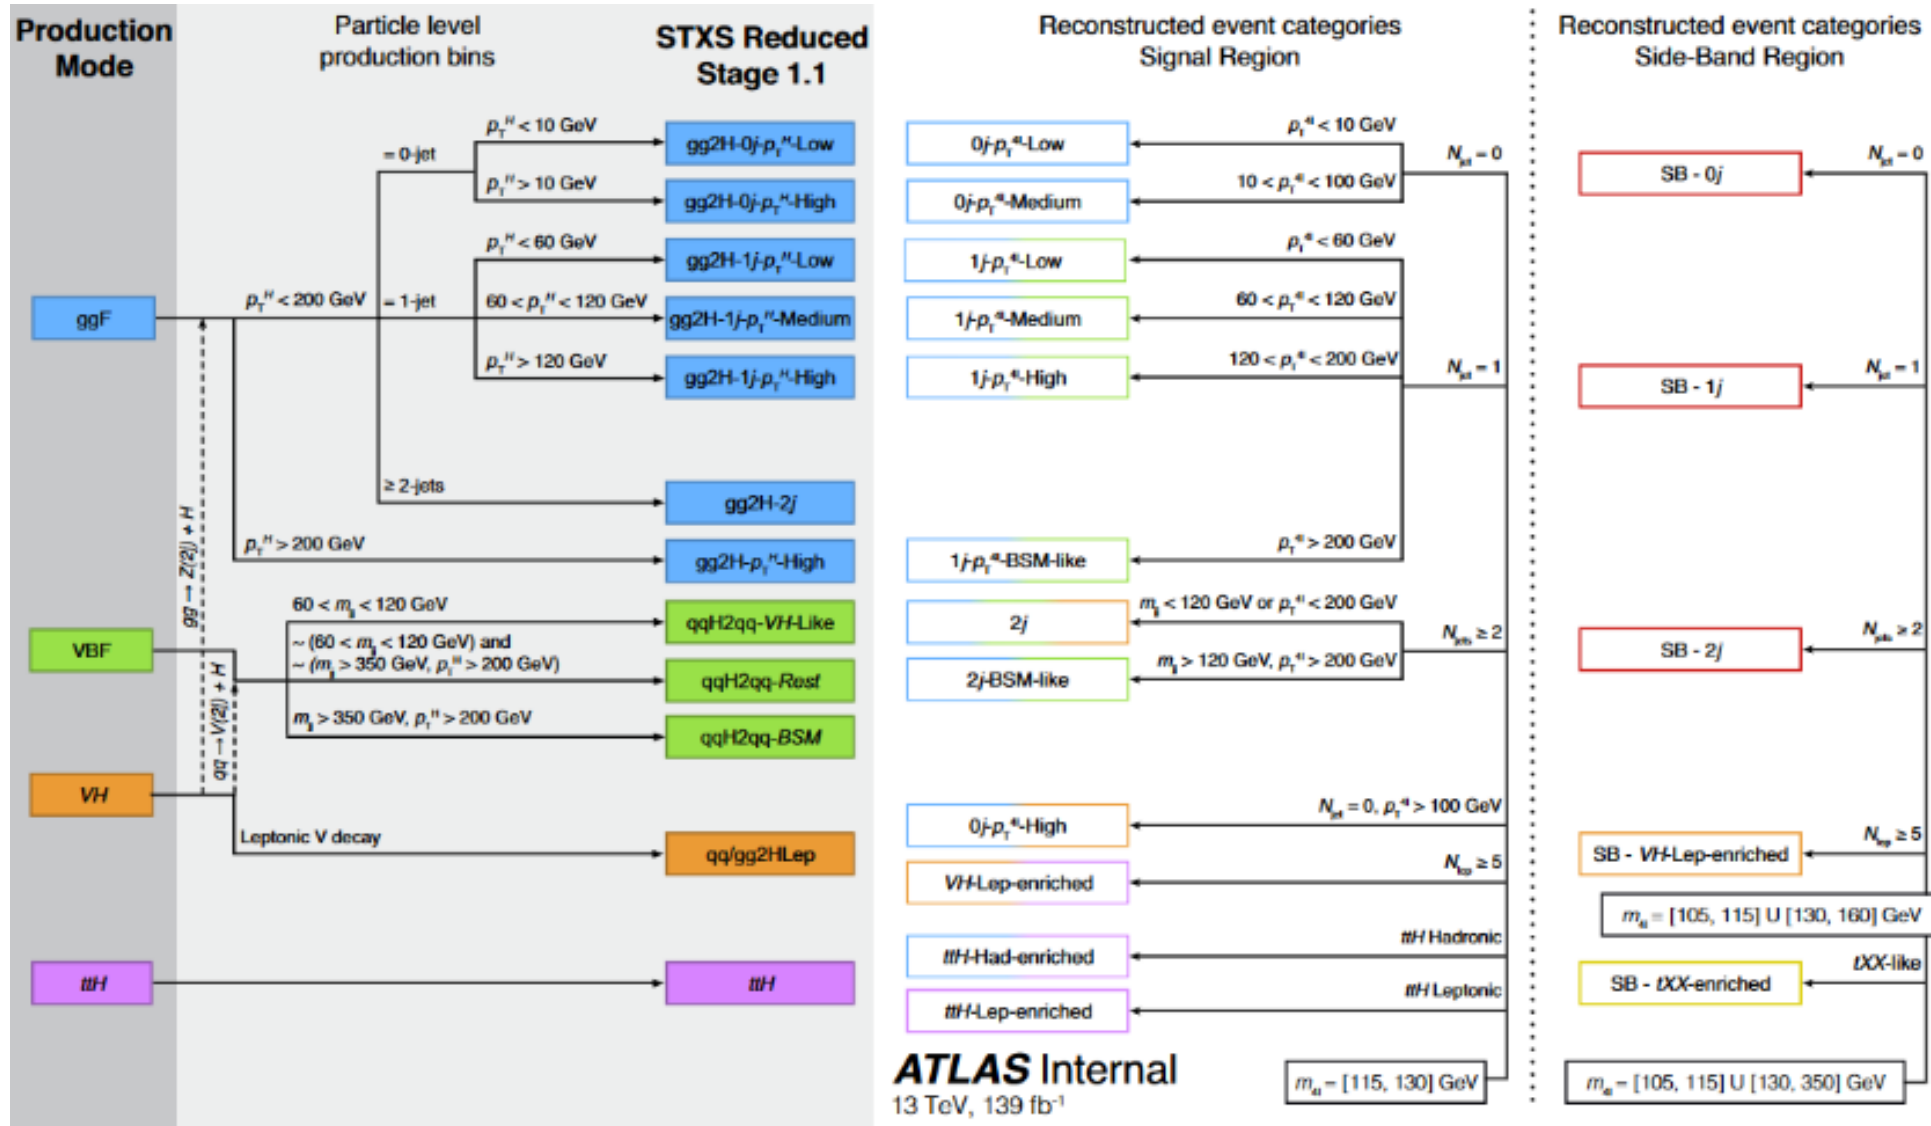 Production
Mode
Particle level
production bins
STXS Reduced
Stage 1.1
Reconstructed event categories
Signal Region
Reconstructed event categories
Side-Band Region
ggF
VBF
VH
ttH
gg → Z(2j) + H
qq → V(2j) + H
p_T^H < 200 GeV
p_T^H > 200 GeV
= 0-jet
= 1-jet
≥ 2-jets
p_T^H < 10 GeV
p_T^H > 10 GeV
p_T^H < 60 GeV
60 < p_T^H < 120 GeV
p_T^H > 120 GeV
60 < m_jj < 120 GeV
~ (60 < m_jj < 120 GeV) and
~ (m_jj > 350 GeV, p_T^H > 200 GeV)
m_jj > 350 GeV, p_T^H > 200 GeV
Leptonic V decay
gg2H-0j-p_T^H-Low
gg2H-0j-p_T^H-High
gg2H-1j-p_T^H-Low
gg2H-1j-p_T^H-Medium
gg2H-1j-p_T^H-High
gg2H-2j
gg2H-p_T^H-High
qqH2qq-VH-Like
qqH2qq-Rest
qqH2qq-BSM
qq/gg2HLep
ttH
0j-p_T^4l-Low
0j-p_T^4l-Medium
1j-p_T^4l-Low
1j-p_T^4l-Medium
1j-p_T^4l-High
1j-p_T^4l-BSM-like
2j
2j-BSM-like
0j-p_T^4l-High
VH-Lep-enriched
ttH-Had-enriched
ttH-Lep-enriched
p_T^4l < 10 GeV
10 < p_T^4l < 100 GeV
p_T^4l < 60 GeV
60 < p_T^4l < 120 GeV
120 < p_T^4l < 200 GeV
p_T^4l > 200 GeV
m_jj < 120 GeV or p_T^4l < 200 GeV
m_jj > 120 GeV, p_T^4l > 200 GeV
N_jet = 0
N_jet = 1
N_jets ≥ 2
N_jet = 0, p_T^4l > 100 GeV
N_lep ≥ 5
ttH Hadronic
ttH Leptonic
m_4l = [115, 130] GeV
ATLAS Internal
13 TeV, 139 fb⁻¹
SB - 0j
SB - 1j
SB - 2j
SB - VH-Lep-enriched
SB - tXX-enriched
N_jet = 0
N_jet = 1
N_jets ≥ 2
N_lep ≥ 5
m_4l = [105, 115] U [130, 160] GeV
tXX-like
m_4l = [105, 115] U [130, 350] GeV